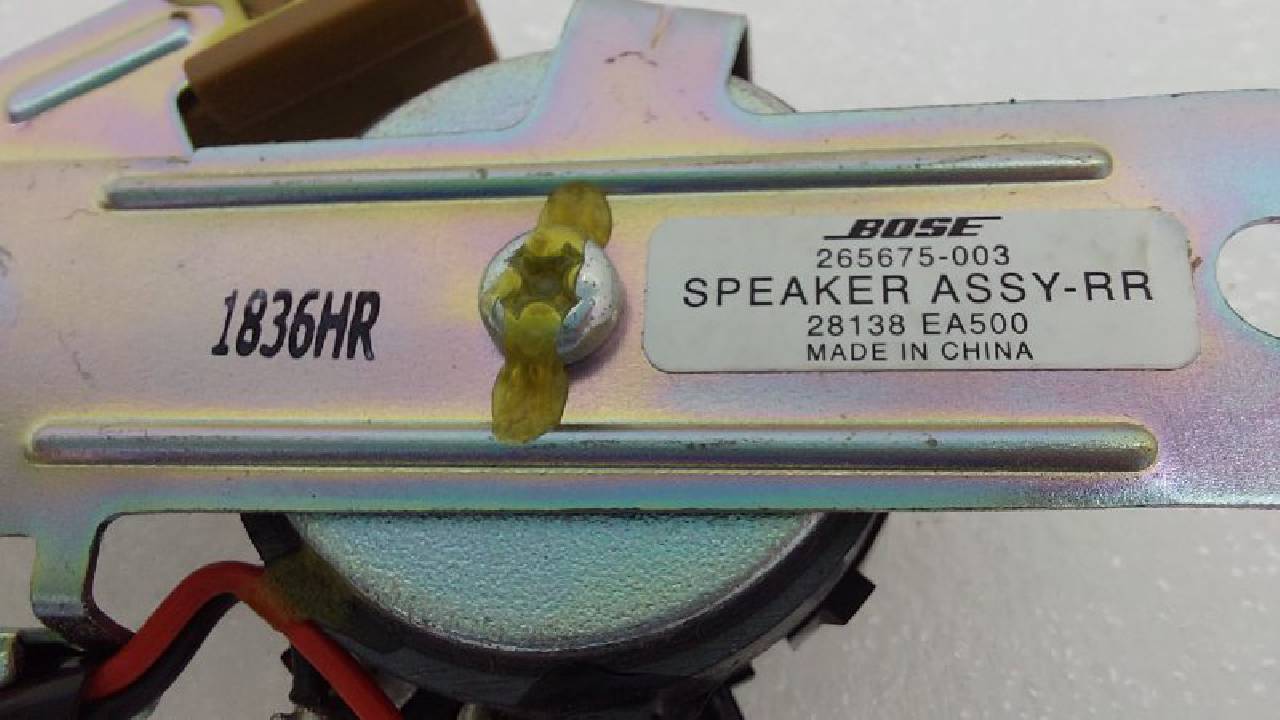 1836HR
BOSE
265675-003
SPEAKER ASSY-RR
28138 EA500
MADE IN CHINA